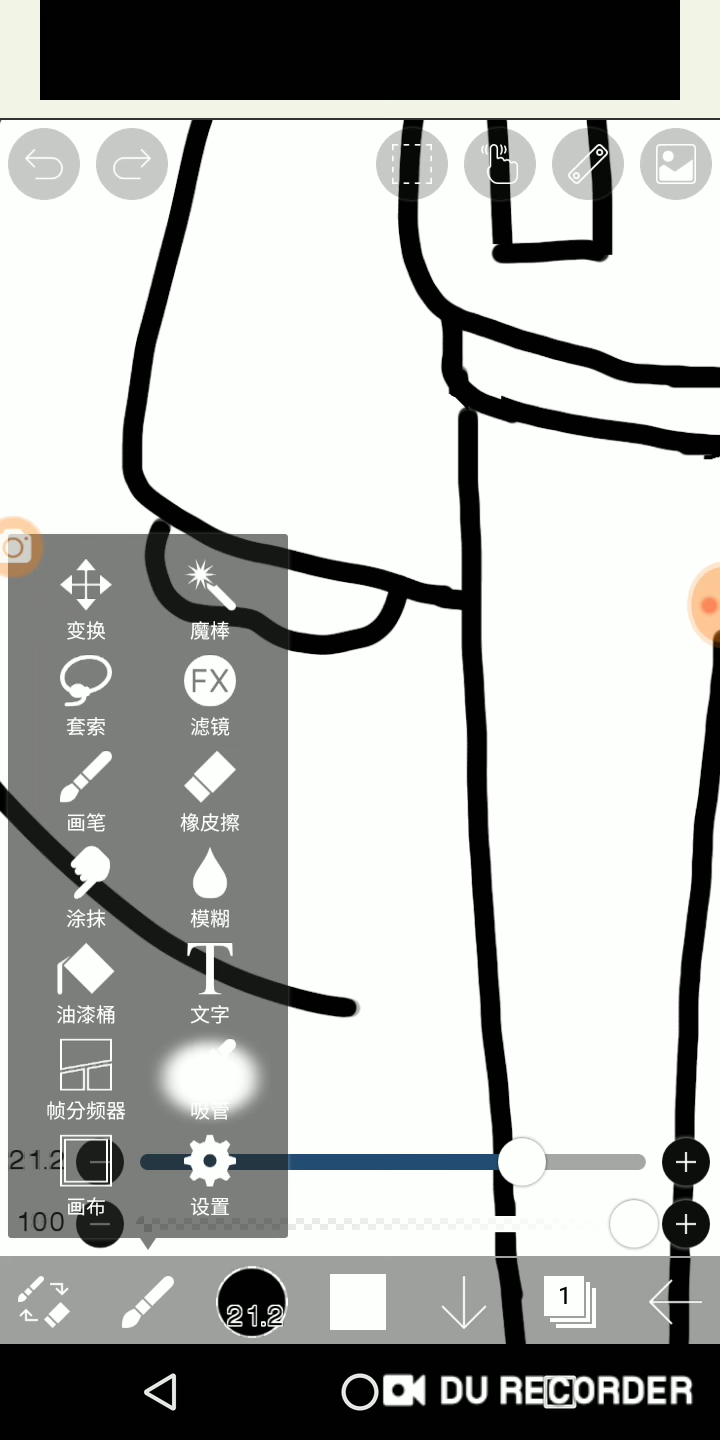 变换 魔棒
套索 FX 滤镜
画笔 橡皮擦
涂抹 模糊
油漆桶 T 文字
帧分频器 吸管
21.2
画布 设置
100
21.2 1
DU RECORDER